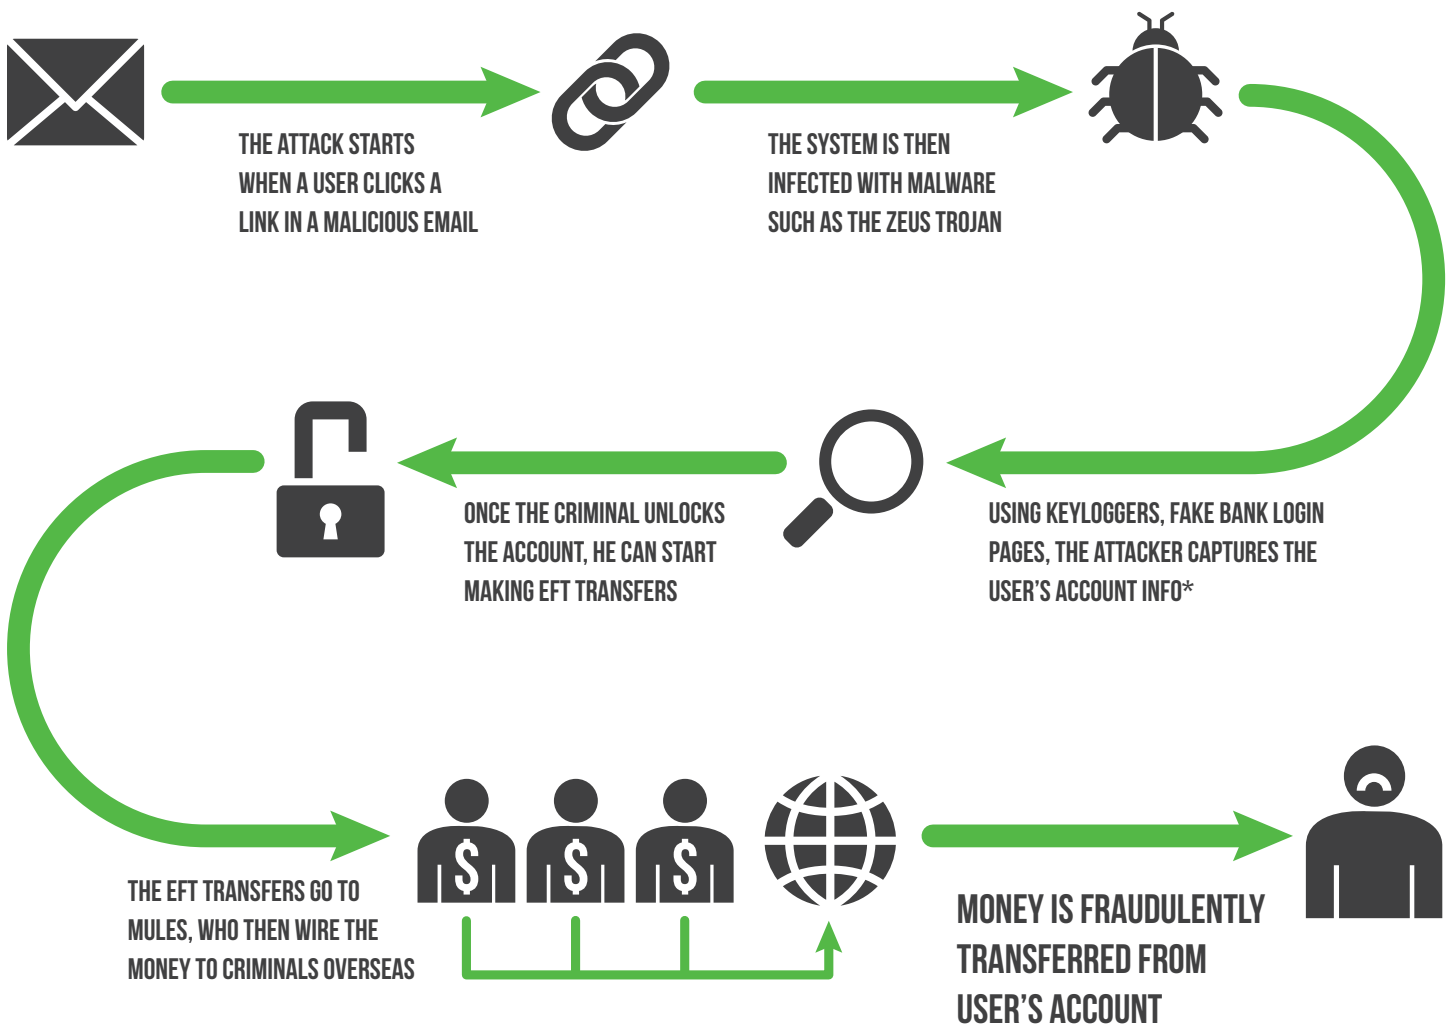 THE ATTACK STARTS
WHEN A USER CLICKS A
LINK IN A MALICIOUS EMAIL
THE SYSTEM IS THEN
INFECTED WITH MALWARE
SUCH AS THE ZEUS TROJAN
USING KEYLOGGERS, FAKE BANK LOGIN
PAGES, THE ATTACKER CAPTURES THE
USER'S ACCOUNT INFO*
ONCE THE CRIMINAL UNLOCKS
THE ACCOUNT, HE CAN START
MAKING EFT TRANSFERS
THE EFT TRANSFERS GO TO
MULES, WHO THEN WIRE THE
MONEY TO CRIMINALS OVERSEAS
$ $ $
MONEY IS FRAUDULENTLY
TRANSFERRED FROM
USER'S ACCOUNT